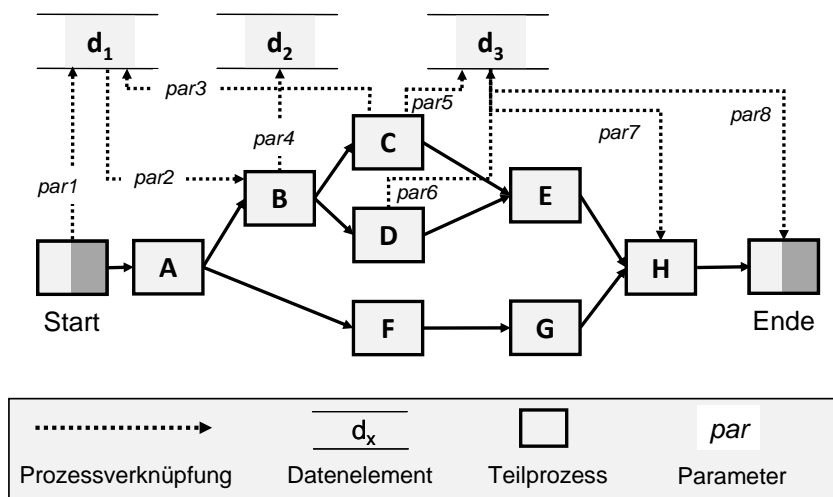 d1 d2 d3
par3 par5
par4 par7 par8
C
par1 par2 B par6 E
D
A H
Start F G Ende
dx par
Prozessverknüpfung Datenelement Teilprozess Parameter